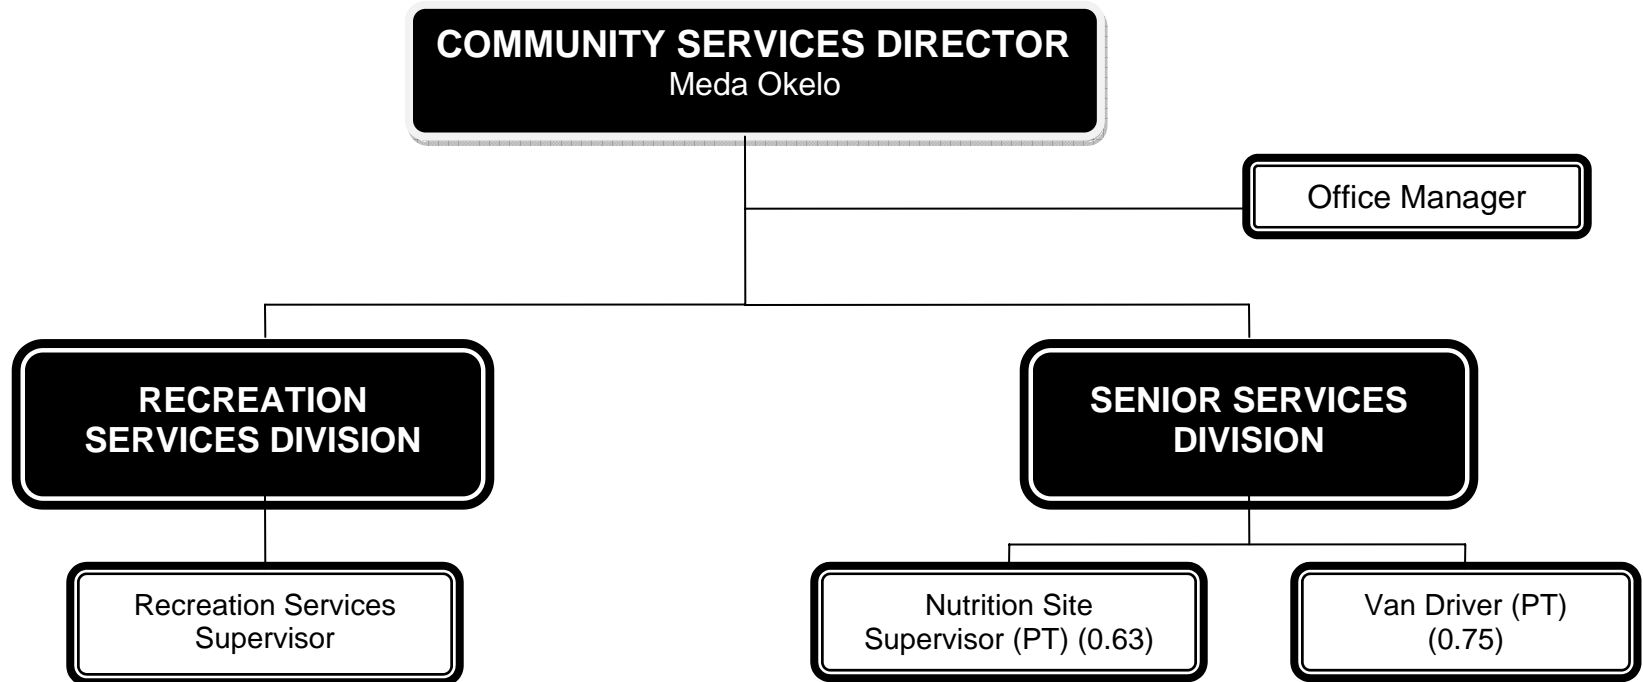 COMMUNITY SERVICES DIRECTOR
Meda Okelo
Office Manager
RECREATION
SERVICES DIVISION
SENIOR SERVICES
DIVISION
Recreation Services
Supervisor
Nutrition Site
Supervisor (PT) (0.63)
Van Driver (PT)
(0.75)